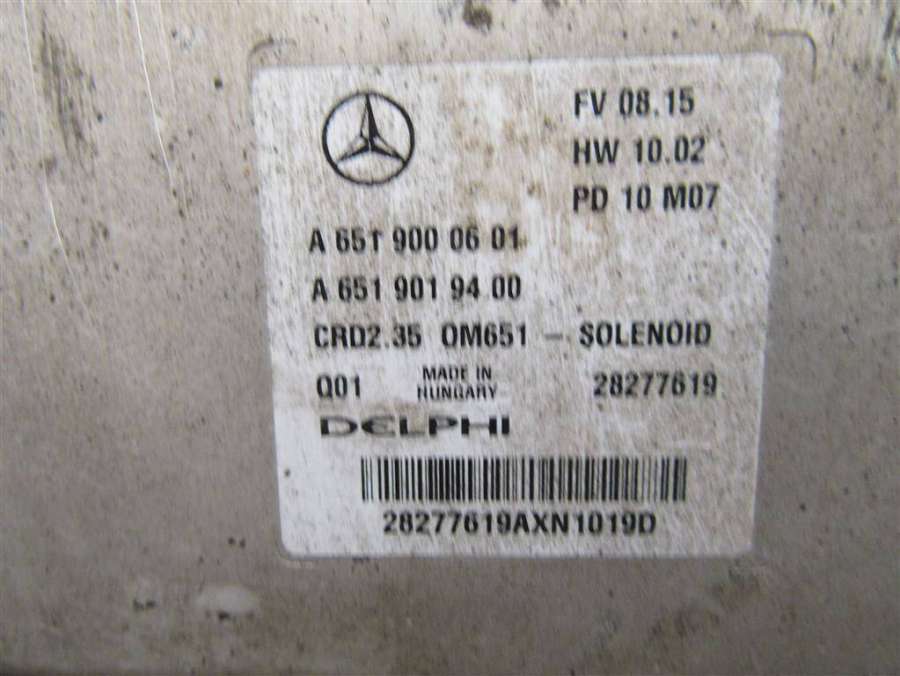 FV 08.15
HW 10.02
PD 10 M07
A 651 900 06 01
A 651 901 94 00
CRD2.35 OM651 - SOLENOID
Q01 MADE IN HUNGARY 28277619
DELPHI
28277619AXN1019D